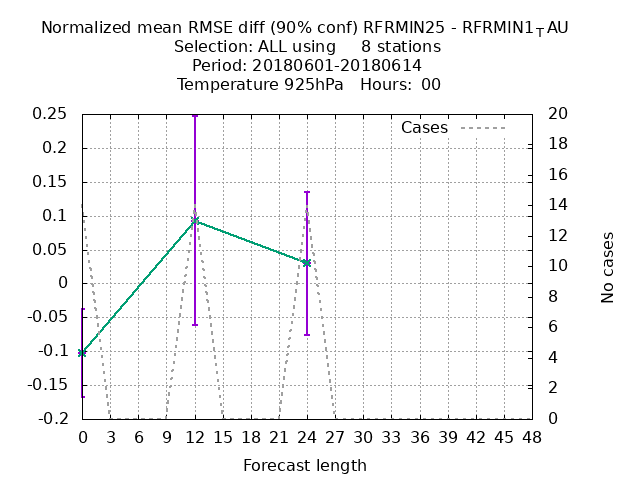 Normalized mean RMSE diff (90% conf) RFRMIN25 - RFRMIN1TAU
Selection: ALL using 8 stations
Period: 20180601-20180614
Temperature 925hPa Hours: 00
Cases
0.25
0.2
0.15
0.1
0.05
0
-0.05
-0.1
-0.15
-0.2
20
18
16
14
12
10
8
6
4
2
0
No cases
0 3 6 9 12 15 18 21 24 27 30 33 36 39 42 45 48
Forecast length